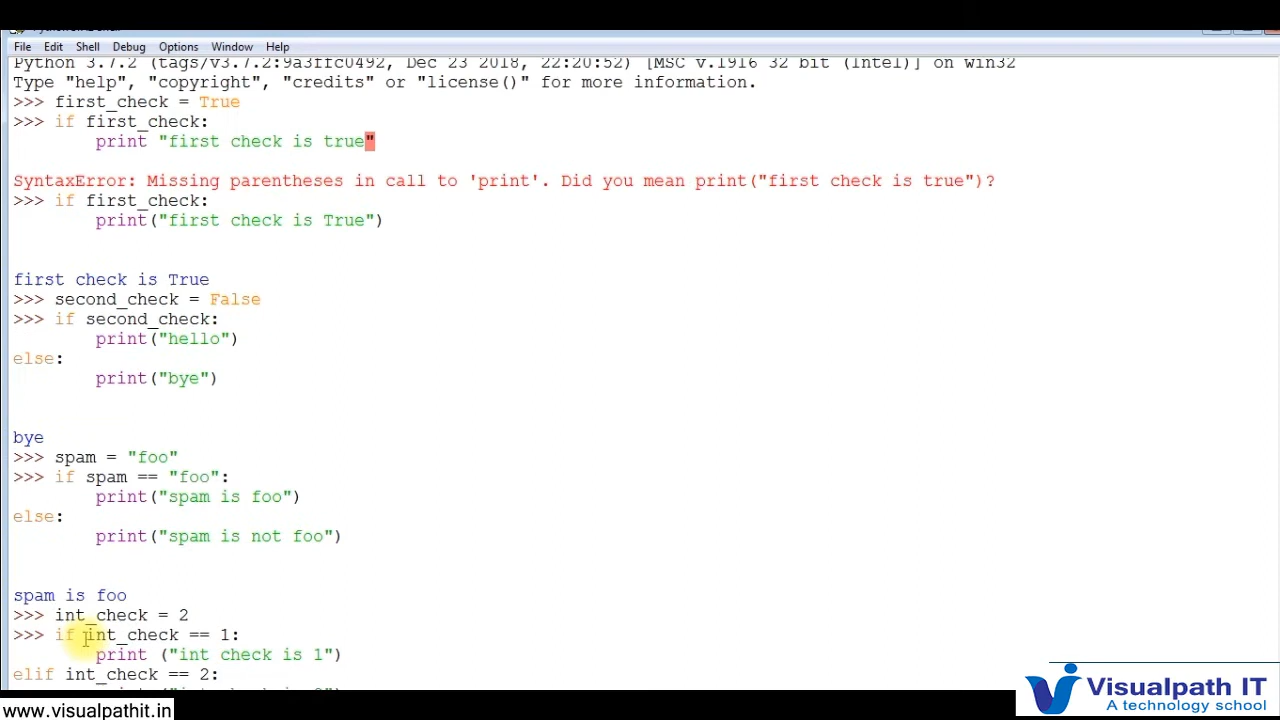 File Edit Shell Debug Options Window Help
Python 3.7.2 (tags/v3.7.2:9a3ffc0492, Dec 23 2018, 22:20:52) [MSC v.1916 32 bit (Intel)] on win32
Type "help", "copyright", "credits" or "license()" for more information.
>>> first_check = True
>>> if first_check:
        print "first check is true"
SyntaxError: Missing parentheses in call to 'print'. Did you mean print("first check is true")?
>>> if first_check:
        print("first check is True")
first check is True
>>> second_check = False
>>> if second_check:
        print("hello")
else:
        print("bye")
bye
>>> spam = "foo"
>>> if spam == "foo":
        print("spam is foo")
else:
        print("spam is not foo")
spam is foo
>>> int_check = 2
>>> if int_check == 1:
        print ("int check is 1")
elif int_check == 2:
Visualpath IT
A technology school
www.visualpathit.in